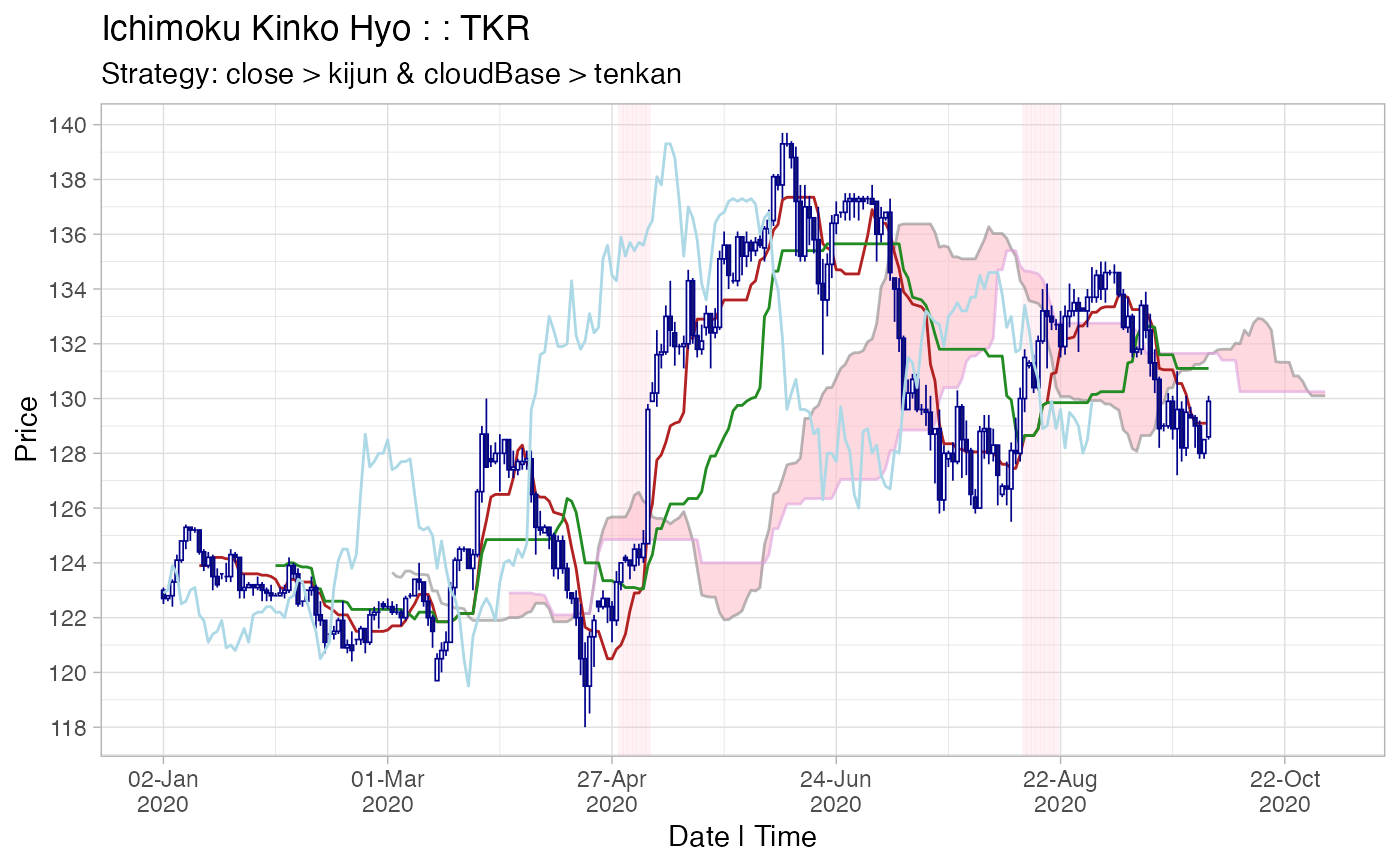 Ichimoku Kinko Hyo : : TKR
Strategy: close > kijun & cloudBase > tenkan
140
138
136
134
132
130
128
126
124
122
120
118
Price
02-Jan 01-Mar 27-Apr 24-Jun 22-Aug 22-Oct
2020 2020 2020 2020 2020 2020
Date | Time